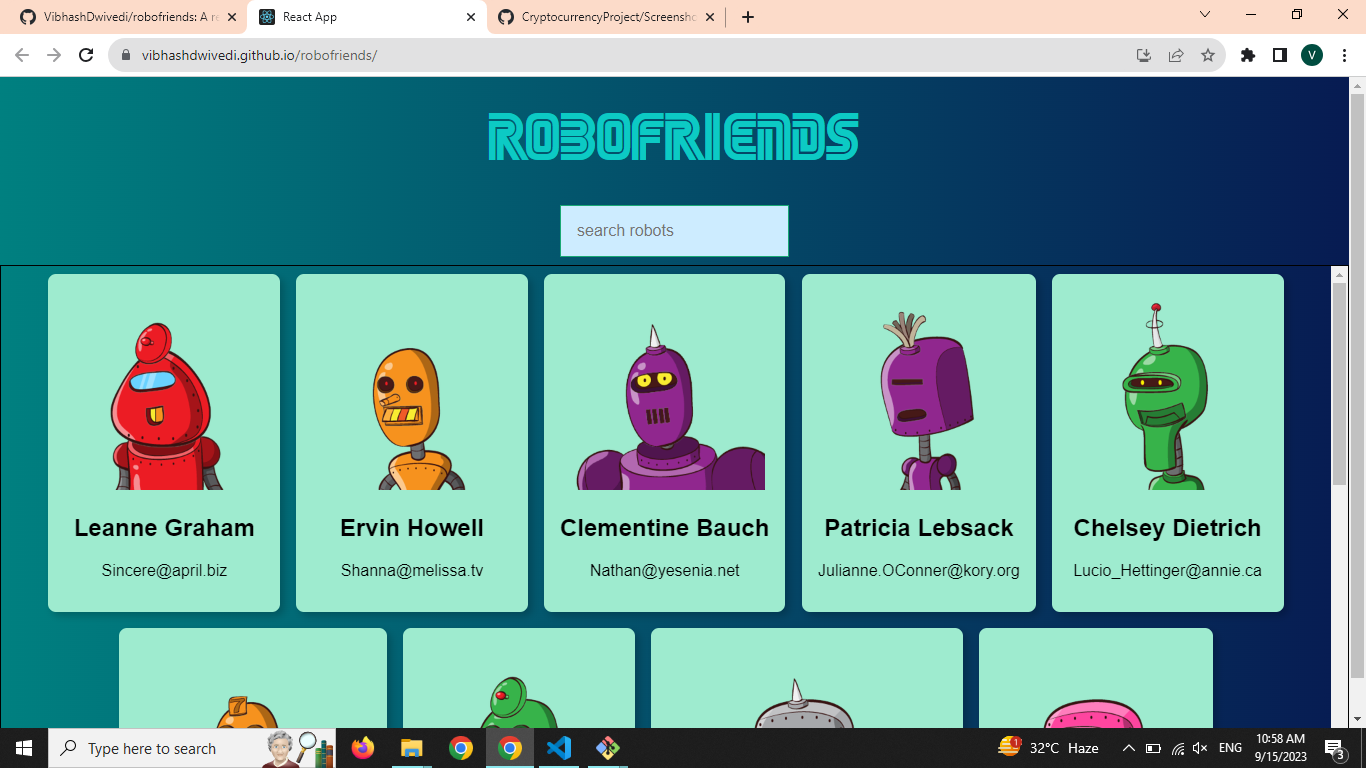 VibhashDwivedi/robofriends: A re
React App
CryptocurrencyProject/Screensho
vibhashdwivedi.github.io/robofriends/
V
ROBOFRIENDS
search robots
Leanne Graham
Ervin Howell
Clementine Bauch
Patricia Lebsack
Chelsey Dietrich
Sincere@april.biz
Shanna@melissa.tv
Nathan@yesenia.net
Julianne.OConner@kory.org
Lucio_Hettinger@annie.ca
7
Type here to search
1
32°C Haze
ENG
10:58 AM
9/15/2023
3